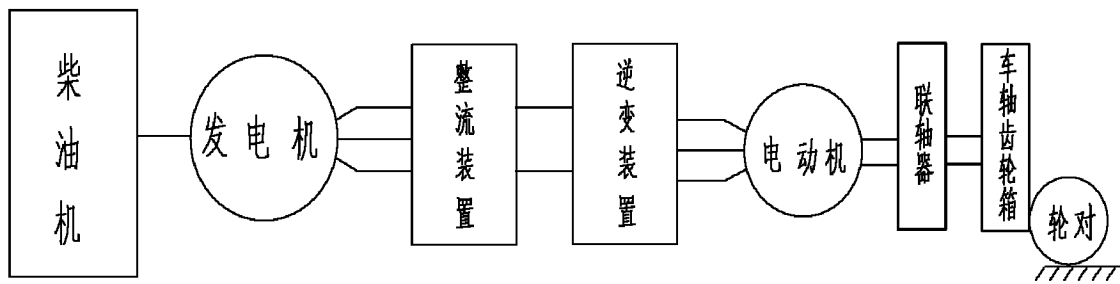 柴油机
发电机
整流装置
逆变装置
电动机
联轴器
车轴齿轮箱
轮对